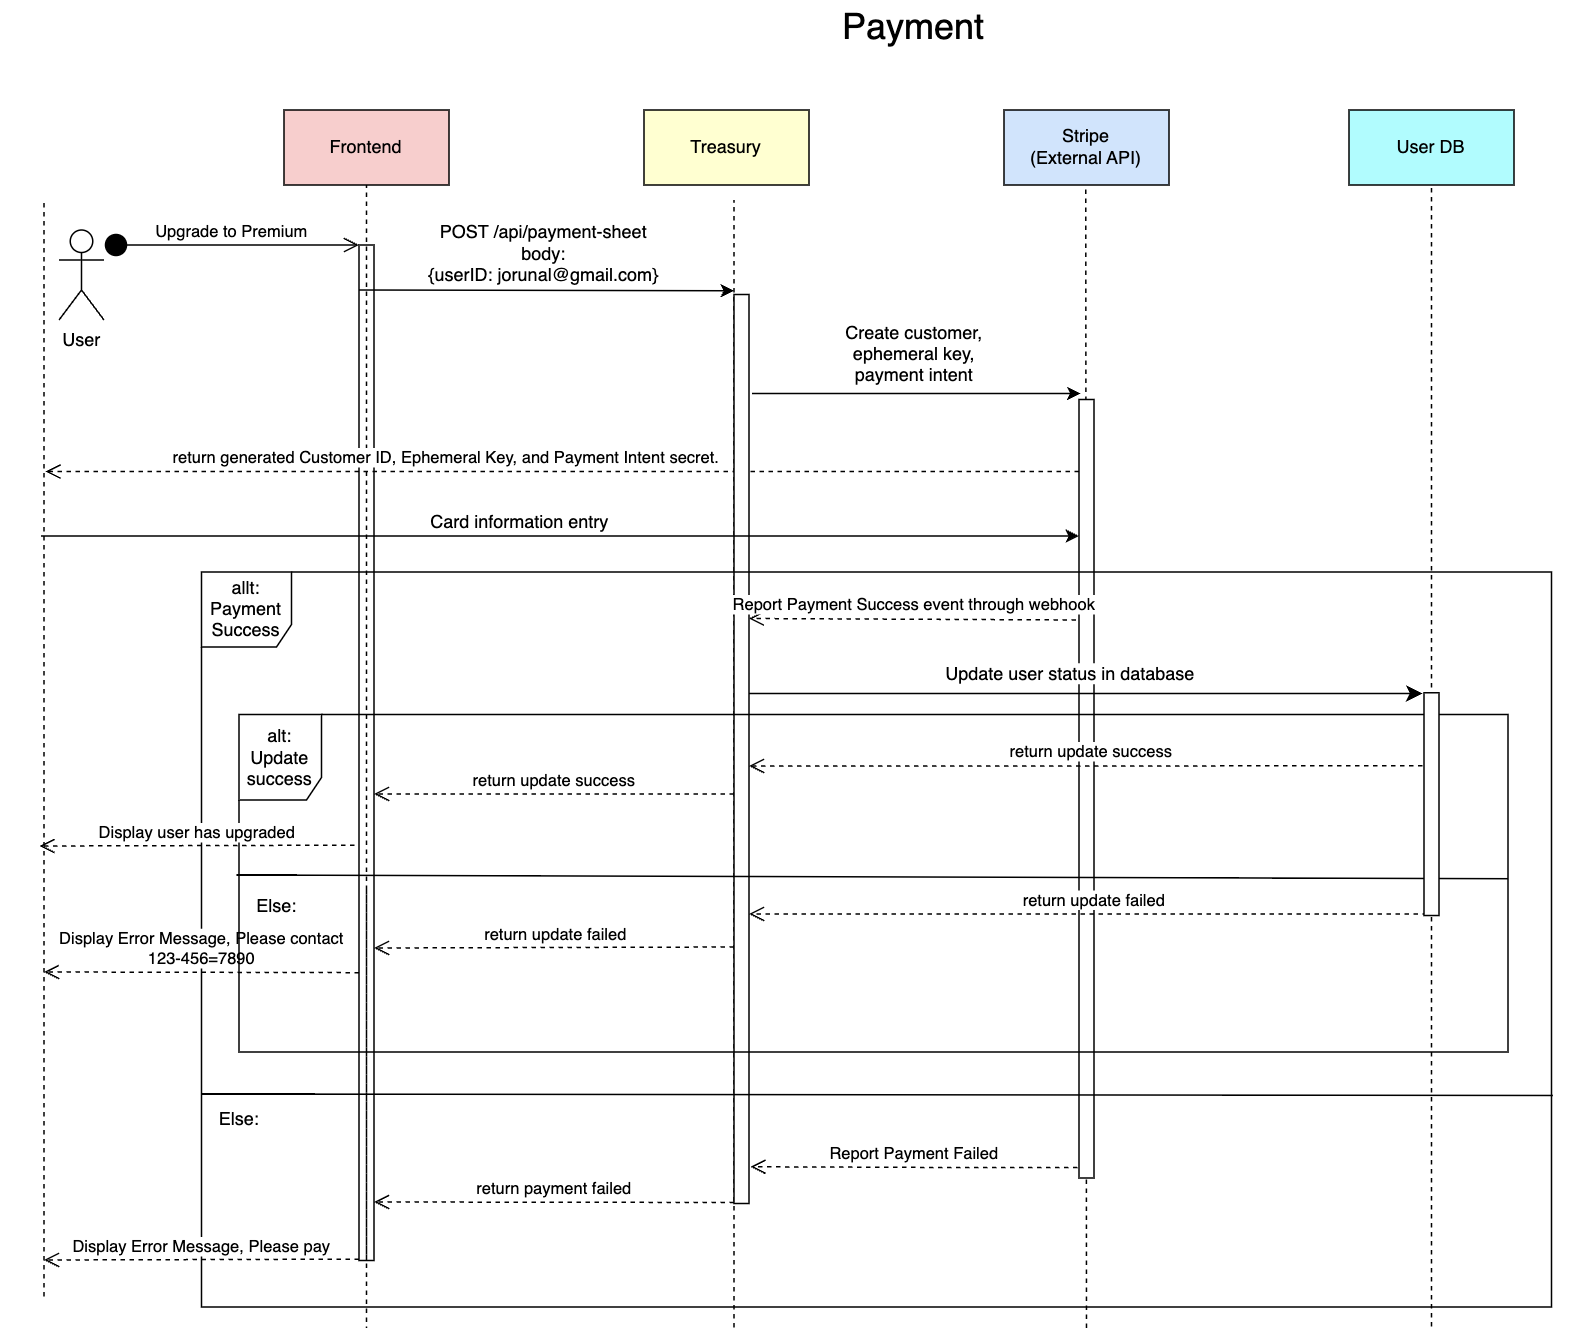 Payment
Frontend
Treasury
Stripe
(External API)
User DB
Upgrade to Premium
POST /api/payment-sheet
body:
{userID: jorunal@gmail.com}
User
Create customer,
ephemeral key,
payment intent
return generated Customer ID, Ephemeral Key, and Payment Intent secret.
Card information entry
allt:
Payment
Success
Report Payment Success event through webhook
Update user status in database
alt:
Update
success
return update success
return update success
Display user has upgraded
Else:
return update failed
return update failed
Display Error Message, Please contact
123-456=7890
Else:
Report Payment Failed
return payment failed
Display Error Message, Please pay